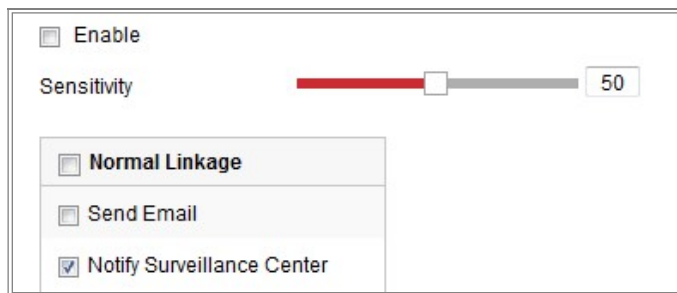 Enable
Sensitivity 50
Normal Linkage
Send Email
Notify Surveillance Center